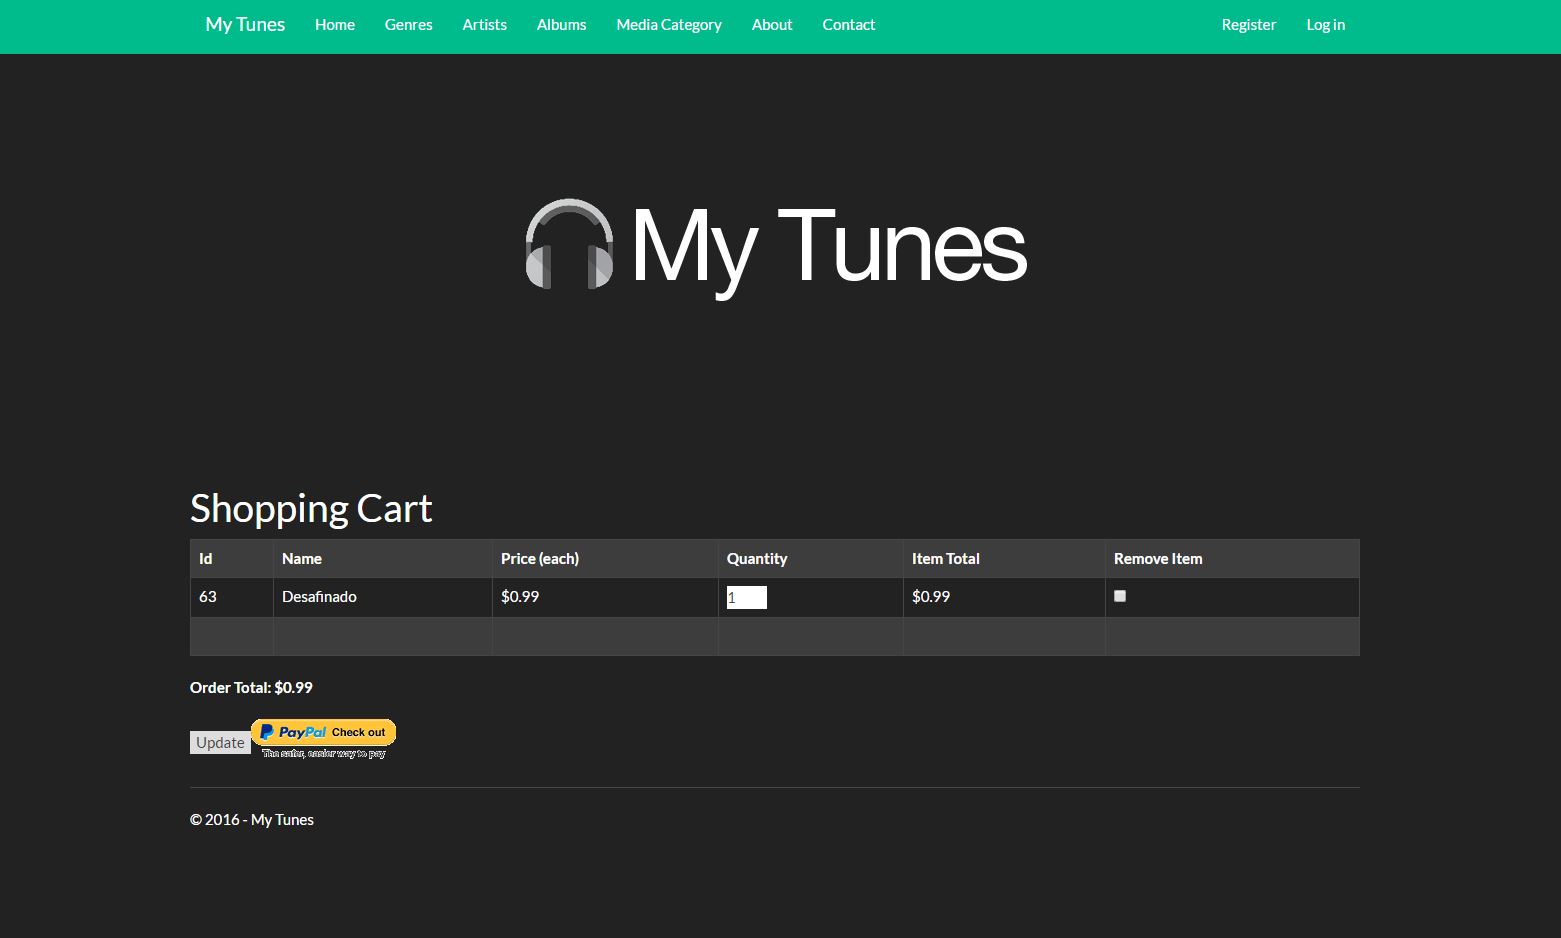 My Tunes Home Genres Artists Albums Media Category About Contact Register Log in
My Tunes
Shopping Cart
Id Name Price (each) Quantity Item Total Remove Item
63 Desafinado $0.99 1 $0.99
Order Total: $0.99
Update PayPal Check out
The safer, easier way to pay
© 2016 - My Tunes